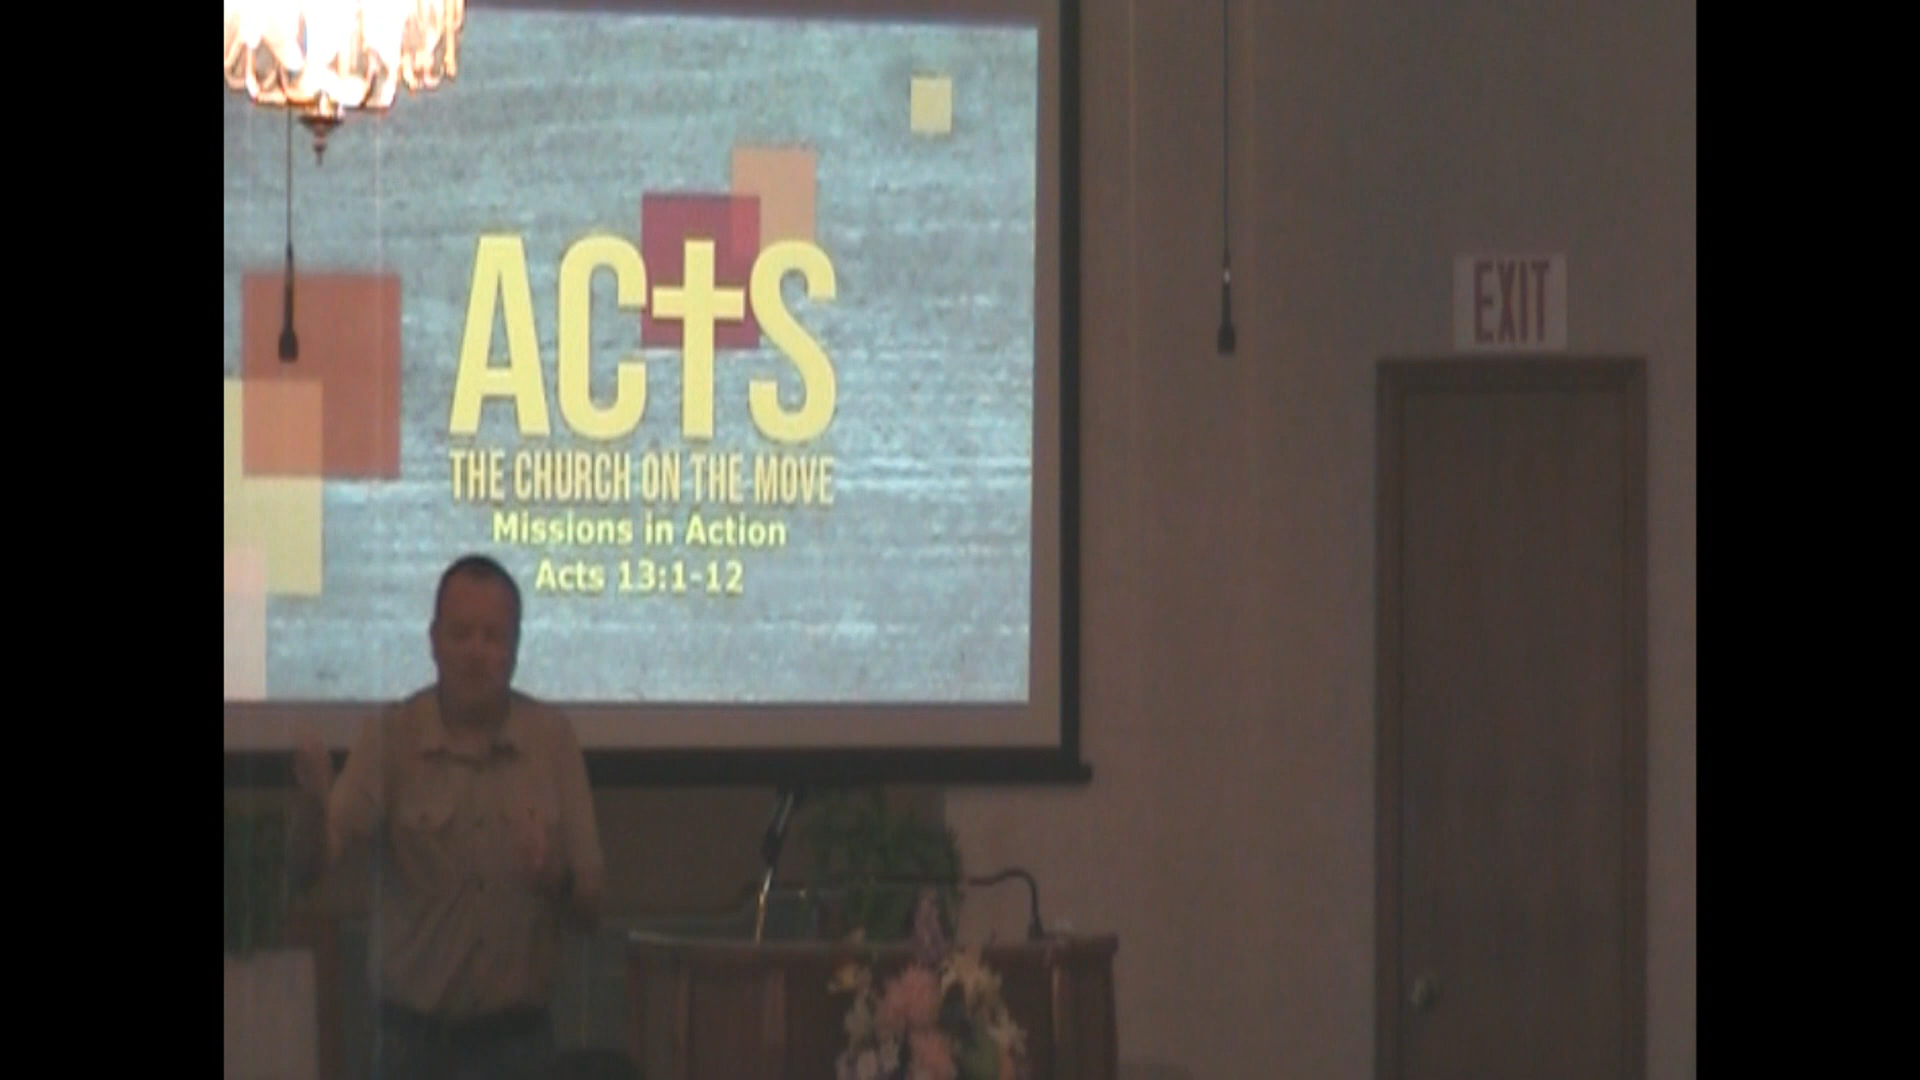 ACtS
THE CHURCH ON THE MOVE
Missions in Action
Acts 13:1-12
EXIT